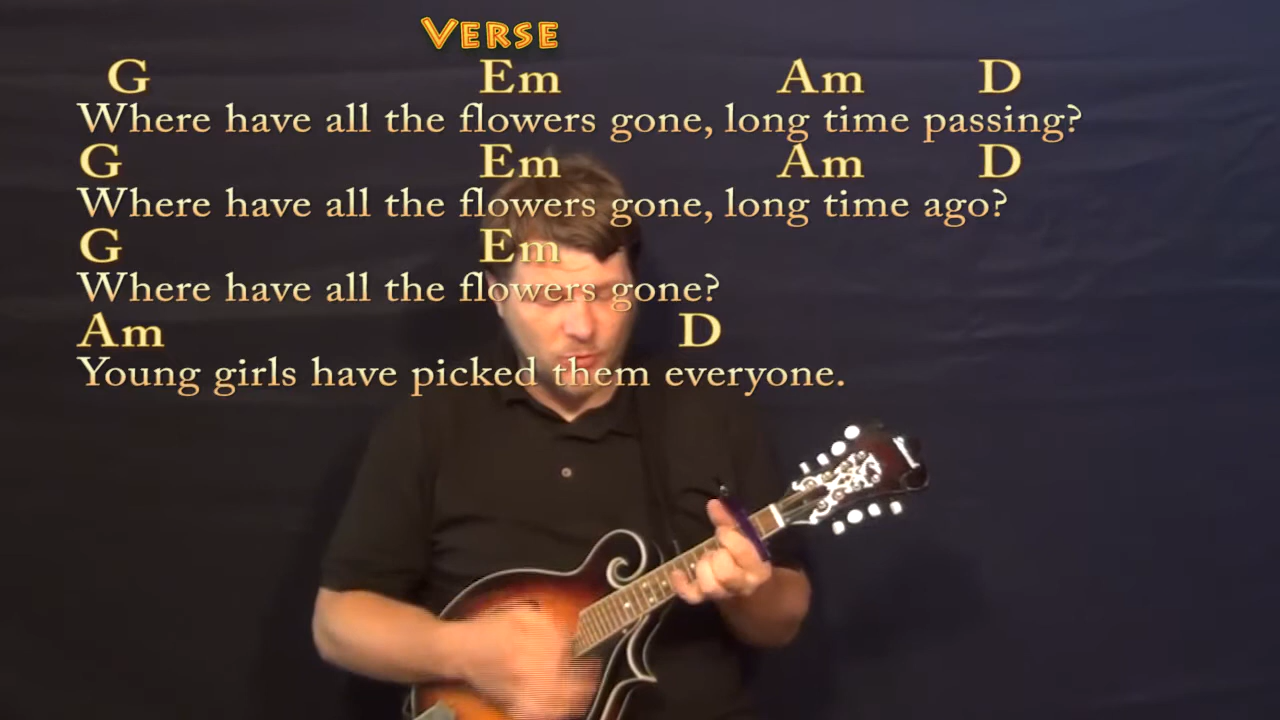 VERSE
G Em Am D
Where have all the flowers gone, long time passing?
G Em Am D
Where have all the flowers gone, long time ago?
G Em
Where have all the flowers gone?
Am D
Young girls have picked them everyone.